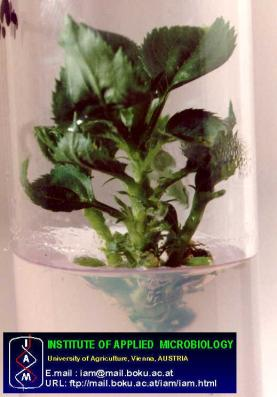 I
A
M
INSTITUTE OF APPLIED MICROBIOLOGY
University of Agriculture, Vienna, AUSTRIA
E.mail : iam@mail.boku.ac.at
URL: ftp://mail.boku.ac.at/iam/iam.html